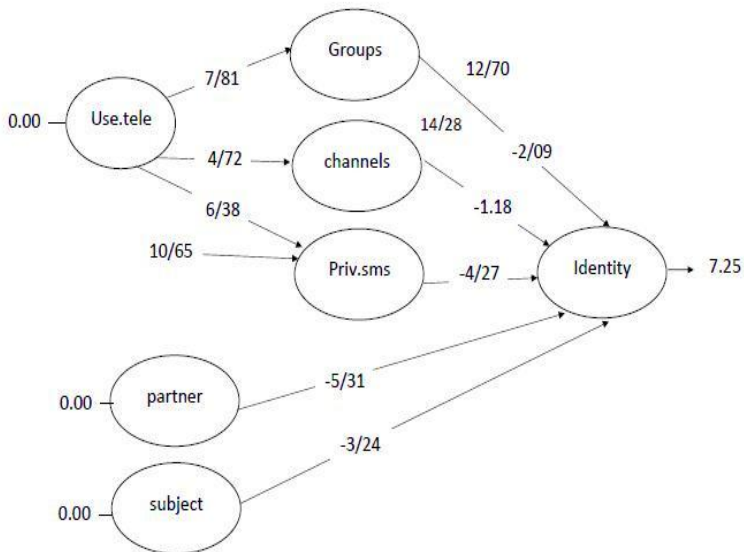 Groups
12/70
7/81
0.00
Use.tele
14/28
4/72
channels
-2/09
6/38
-1.18
10/65
Priv.sms
-4/27
Identity
7.25
0.00
partner
-5/31
-3/24
0.00
subject